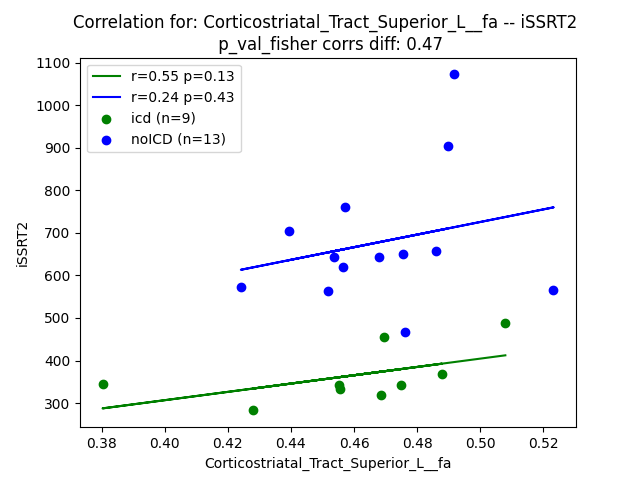 Correlation for: Corticostriatal_Tract_Superior_L__fa -- iSSRT2
p_val_fisher corrs diff: 0.47
r=0.55 p=0.13
r=0.24 p=0.43
icd (n=9)
noICD (n=13)
iSSRT2
1100
1000
900
800
700
600
500
400
300
0.38 0.40 0.42 0.44 0.46 0.48 0.50 0.52
Corticostriatal_Tract_Superior_L__fa